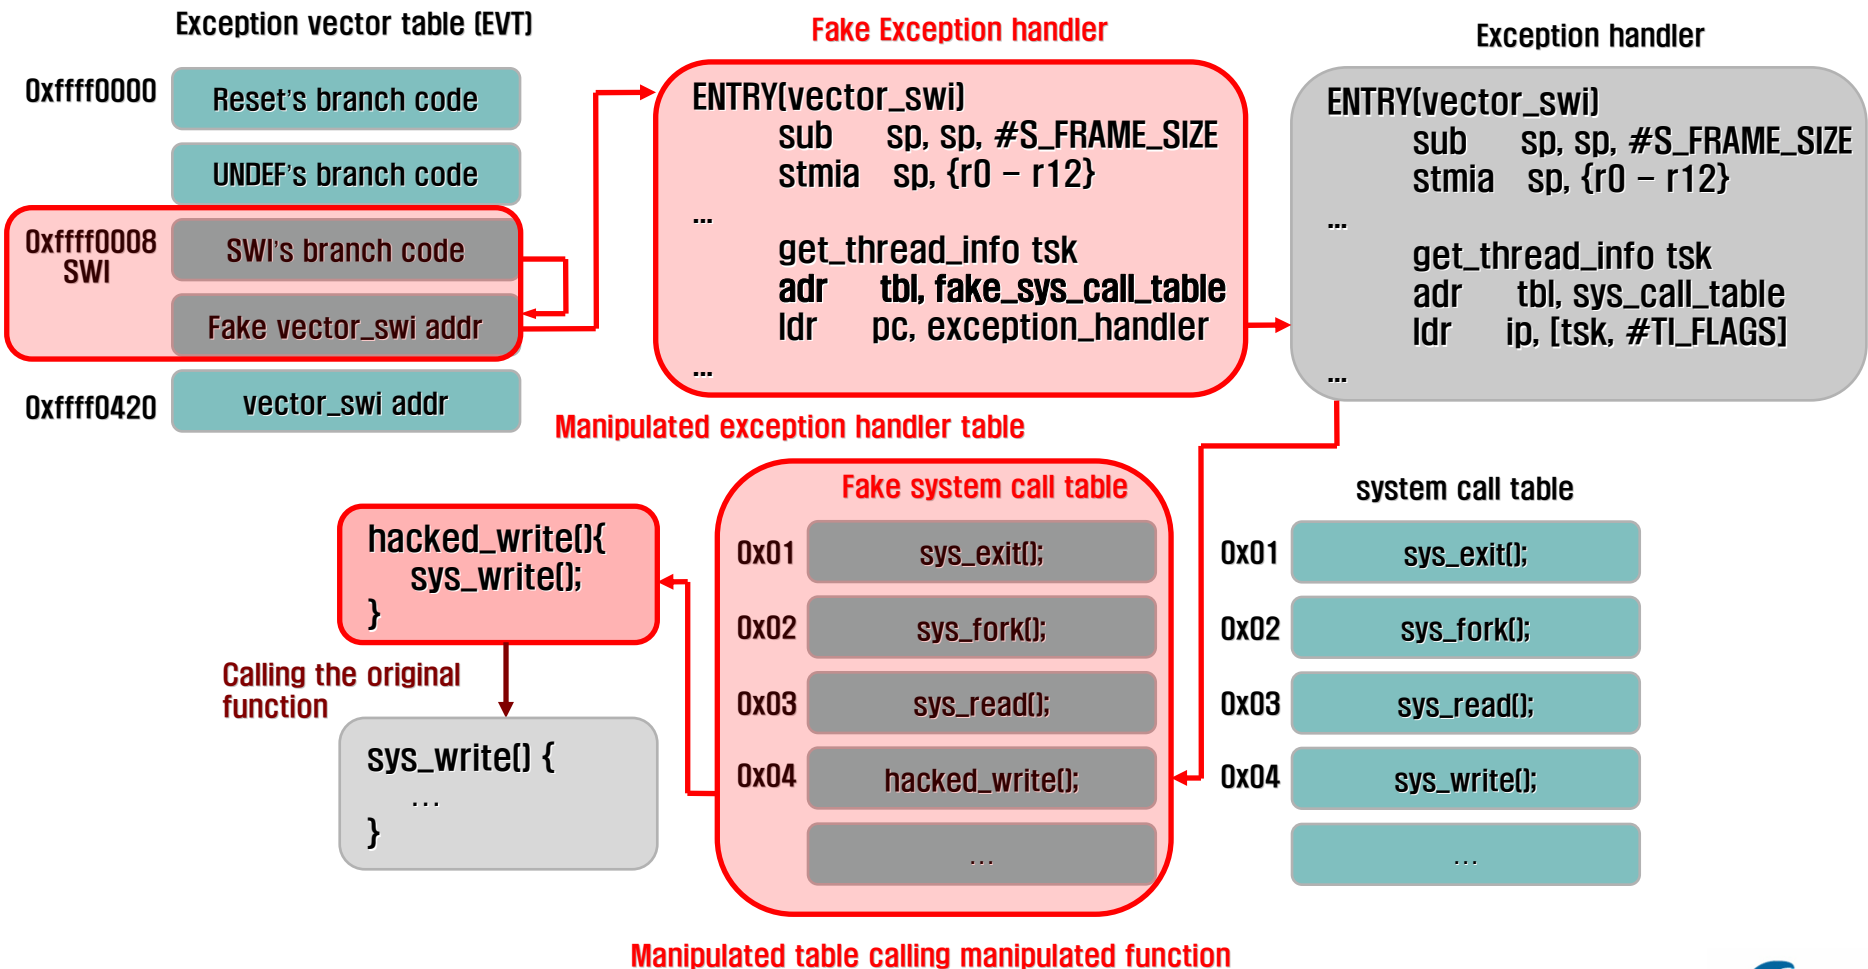 Exception vector table (EVT)
0xffff0000
Reset's branch code
UNDEF's branch code
0xffff0008
SWI
SWI's branch code
Fake vector_swi addr
0xffff0420
vector_swi addr
Fake Exception handler
ENTRY(vector_swi)
sub sp, sp, #S_FRAME_SIZE
stmia sp, {r0 – r12}
...
get_thread_info tsk
adr tbl, fake_sys_call_table
ldr pc, exception_handler
...
Exception handler
ENTRY(vector_swi)
sub sp, sp, #S_FRAME_SIZE
stmia sp, {r0 – r12}
...
get_thread_info tsk
adr tbl, sys_call_table
ldr ip, [tsk, #TI_FLAGS]
...
Manipulated exception handler table
hacked_write(){
sys_write();
}
Calling the original
function
sys_write() {
...
}
Fake system call table
0x01 sys_exit();
0x02 sys_fork();
0x03 sys_read();
0x04 hacked_write();
...
system call table
0x01 sys_exit();
0x02 sys_fork();
0x03 sys_read();
0x04 sys_write();
...
Manipulated table calling manipulated function